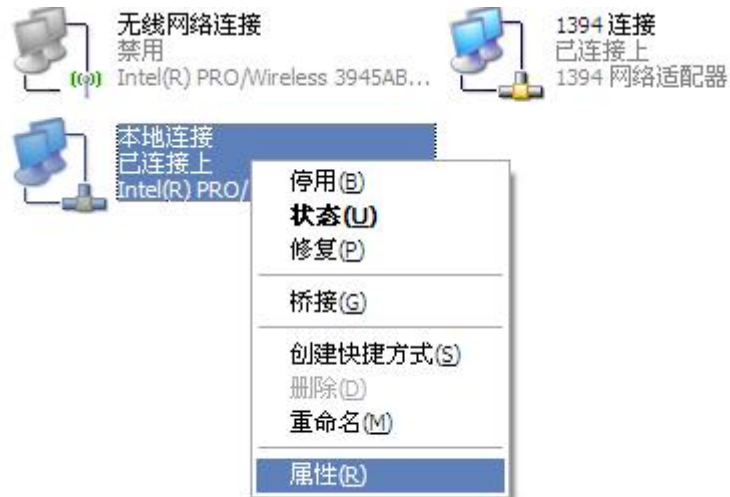 无线网络连接
禁用
Intel(R) PRO/Wireless 3945AB...
1394 连接
已连接上
1394 网络适配器
本地连接
已连接上
Intel(R) PRO/
停用(B)
状态(U)
修复(P)
桥接(G)
创建快捷方式(S)
删除(D)
重命名(M)
属性(R)